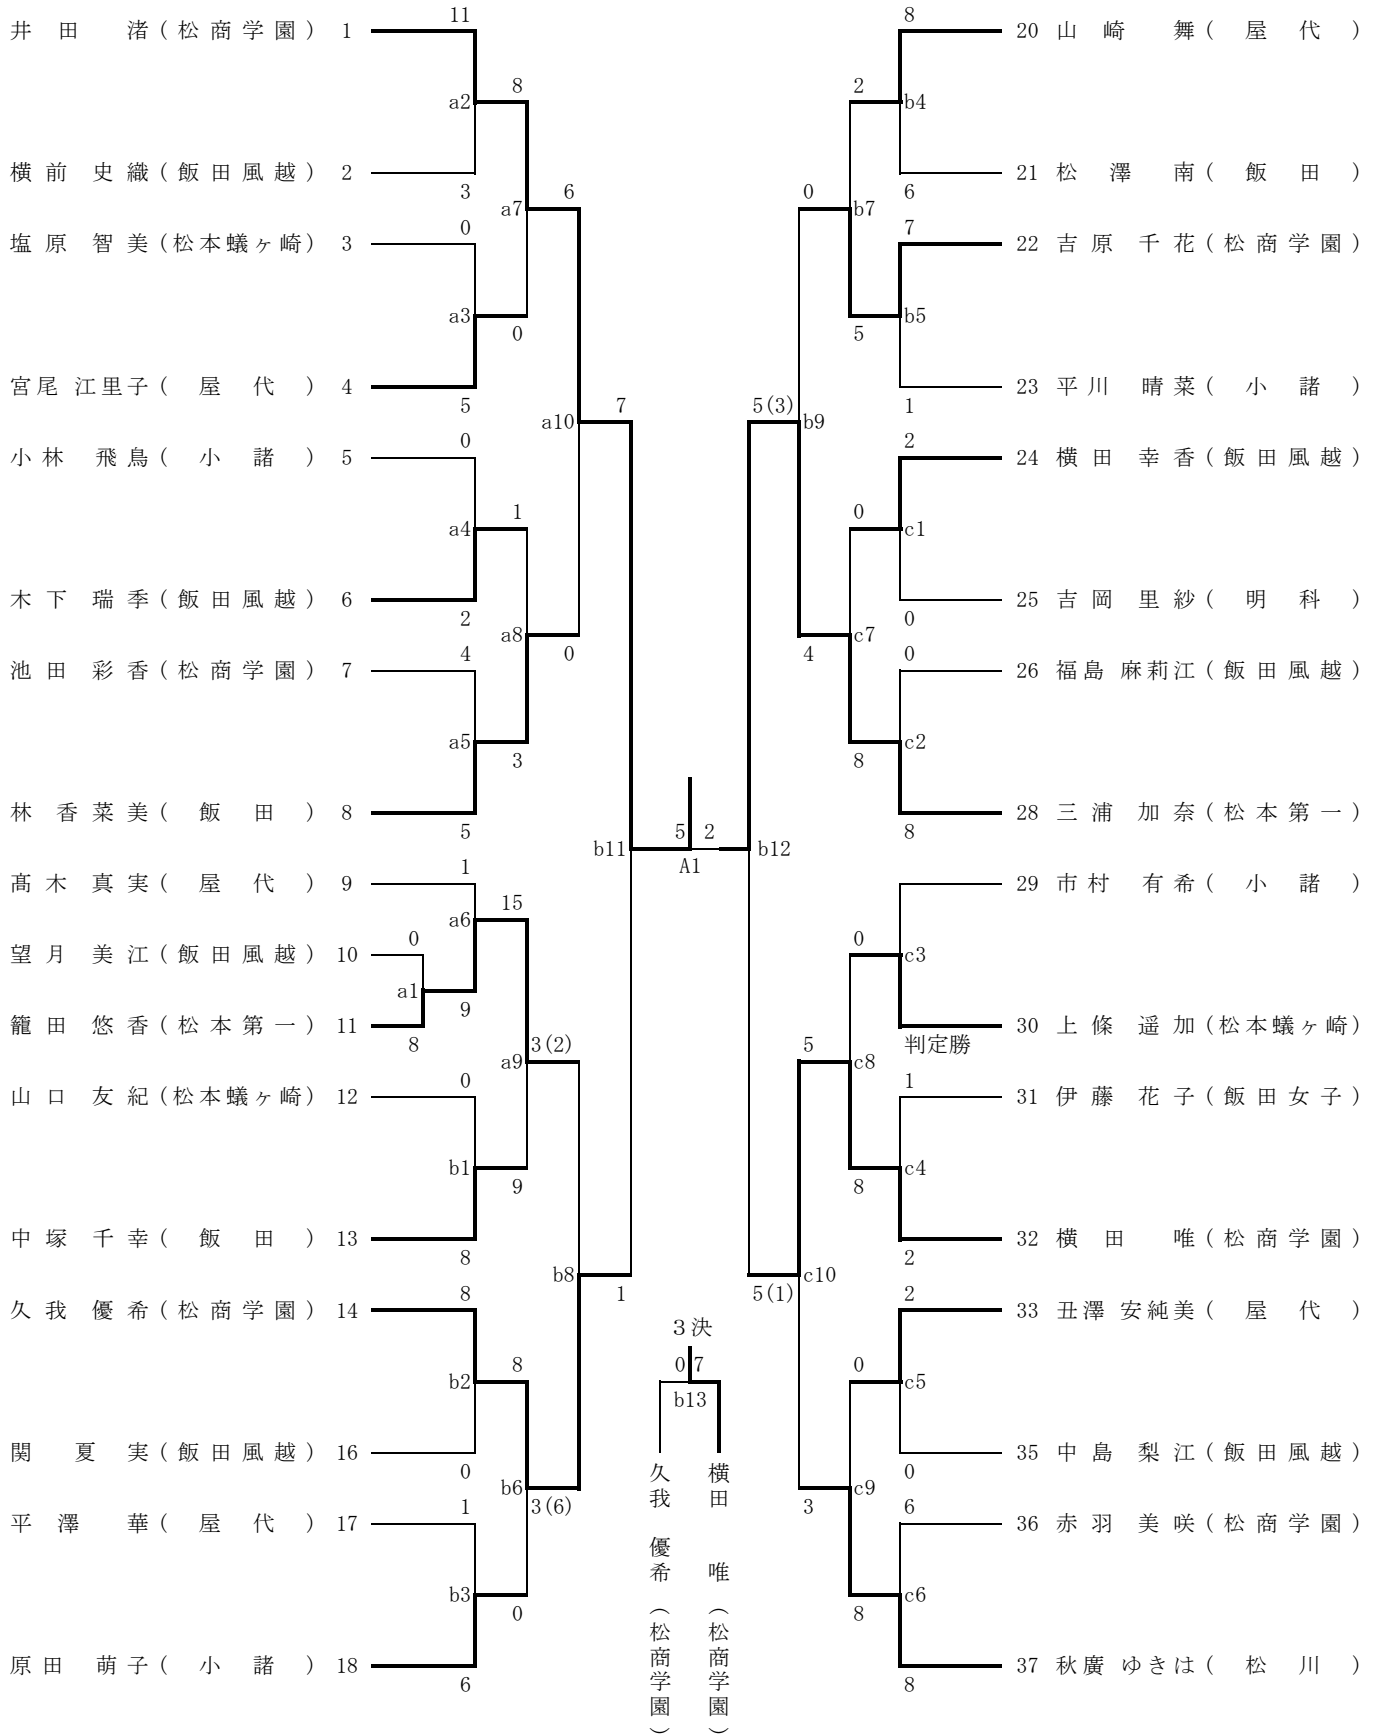 11
井田 渚(松商学園) 1
8
a2
横前 史織(飯田風越) 2
3
a7
6
0
塩原 智美(松本蟻ヶ崎) 3
a3
0
宮尾 江里子(屋代) 4
5
a10
7
0
小林 飛鳥(小諸) 5
1
a4
木下 瑞季(飯田風越) 6
2
a8
0
4
池田 彩香(松商学園) 7
a5
3
林 香菜美(飯田) 8
5
b11
1
髙木 真実(屋代) 9
15
a6
0
望月 美江(飯田風越) 10
a1
9
籠田 悠香(松本第一) 11
8
a9
3(2)
0
山口 友紀(松本蟻ヶ崎) 12
b1
9
中塚 千幸(飯田) 13
8
b8
1
8
久我 優希(松商学園) 14
8
b2
関 夏実(飯田風越) 16
0
b6
3(6)
1
平澤 華(屋代) 17
b3
0
原田 萌子(小諸) 18
6
5 2
A1
3決
0 7
b13
久我 優希(松商学園)
横田 唯(松商学園)
8
20 山崎 舞(屋代)
2
b4
21 松澤 南(飯田)
6
0
b7
7
22 吉原 千花(松商学園)
b5
5
23 平川 晴菜(小諸)
1
5(3)
b9
2
24 横田 幸香(飯田風越)
0
c1
25 吉岡 里紗(明科)
0
c7
4
0
26 福島 麻莉江(飯田風越)
c2
8
28 三浦 加奈(松本第一)
8
b12
29 市村 有希(小諸)
0
c3
30 上條 遥加(松本蟻ヶ崎)
判定勝
5
c8
1
31 伊藤 花子(飯田女子)
c4
8
32 横田 唯(松商学園)
2
c10
5(1)
2
33 丑澤 安純美(屋代)
0
c5
35 中島 梨江(飯田風越)
0
c9
3
6
36 赤羽 美咲(松商学園)
c6
8
37 秋廣 ゆきは(松川)
8